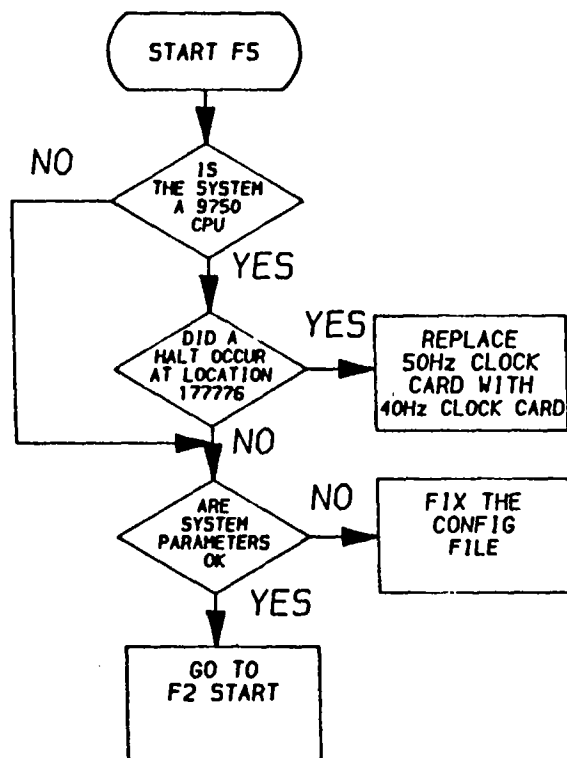 START F5
NO
IS
THE SYSTEM
A 9750
CPU
YES
DID A
HALT OCCUR
AT LOCATION
177776
YES
REPLACE
50Hz CLOCK
CARD WITH
40Hz CLOCK CARD
NO
ARE
SYSTEM
PARAMETERS
OK
NO
FIX THE
CONFIG
FILE
YES
GO TO
F2 START